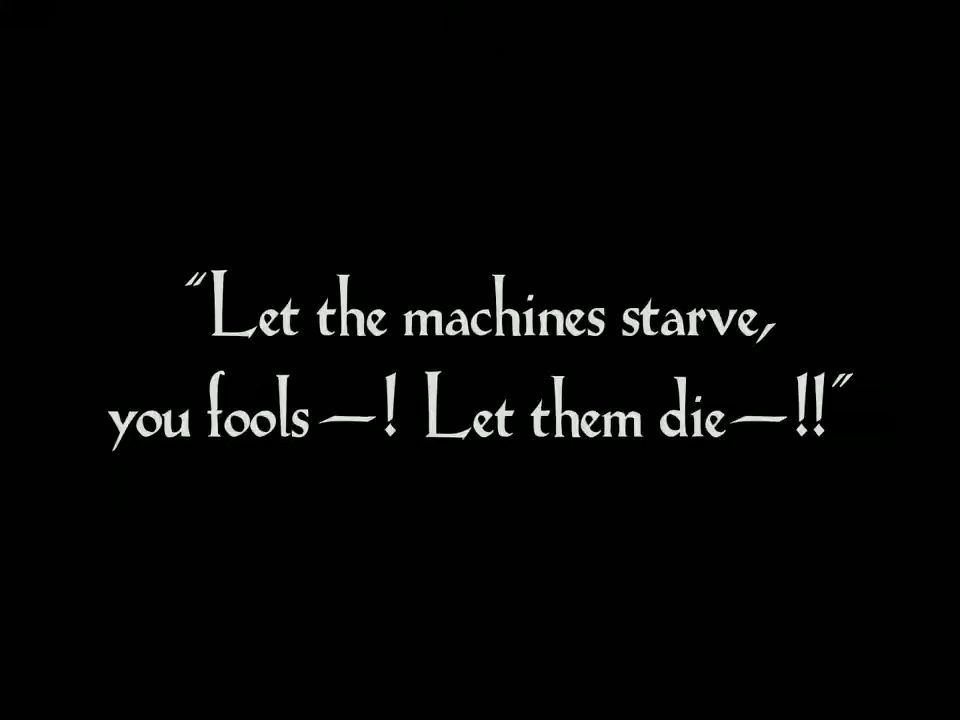 “Let the machines starve,
you fools—! Let them die—!!”